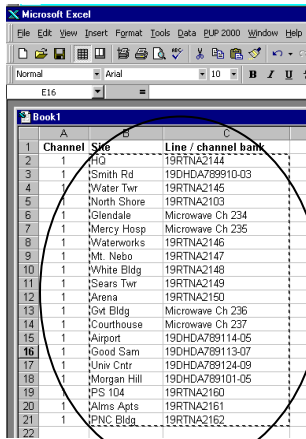 Microsoft Excel
File Edit View Insert Format Tools Data PUP 2000 Window Help
Normal Arial 10 B I U
E16 =
Book1
A B C
1 Channel Site Line / channel bank
2 1 HQ 19RTNA2144
3 1 Smith Rd 19DHDA789910-03
4 1 Water Twr 19RTNA2145
5 1 North Shore 19RTNA2103
6 1 Glendale Microwave Ch 234
7 1 Mercy Hosp Microwave Ch 235
8 1 Waterworks 19RTNA2146
9 1 Mt. Nebo 19RTNA2147
10 1 White Bldg 19RTNA2148
11 1 Sears Twr 19RTNA2149
12 1 Arena 19RTNA2150
13 1 Gvt Bldg Microwave Ch 236
14 1 Courthouse Microwave Ch 237
15 1 Airport 19DHDA789114-05
16 1 Good Sam 19DHDA789113-07
17 1 Univ Cntr 19DHDA789124-09
18 1 Morgan Hill 19DHDA789101-05
19 1 PS 104 19RTNA2160
20 1 Alms Apts 19RTNA2161
21 1 PNC Bldg 19RTNA2162
22